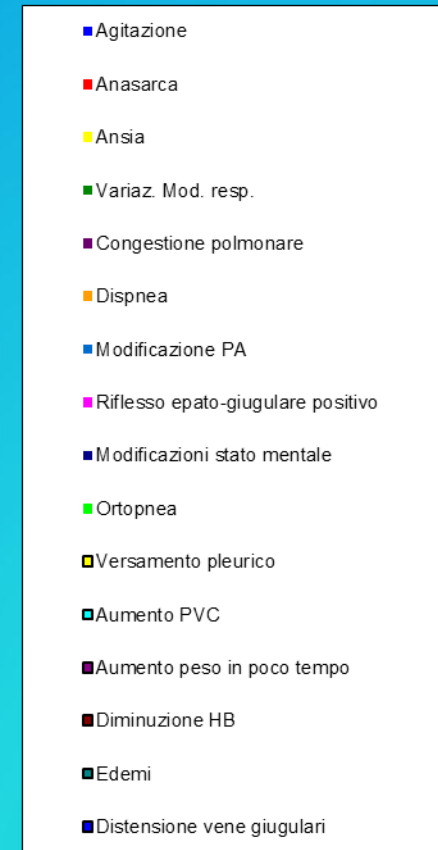 Agitazione
Anasarca
Ansia
Variaz. Mod. resp.
Congestione polmonare
Dispnea
Modificazione PA
Riflesso epato-giugulare positivo
Modificazioni stato mentale
Ortopnea
Versamento pleurico
Aumento PVC
Aumento peso in poco tempo
Diminuzione HB
Edemi
Distensione vene giugulari